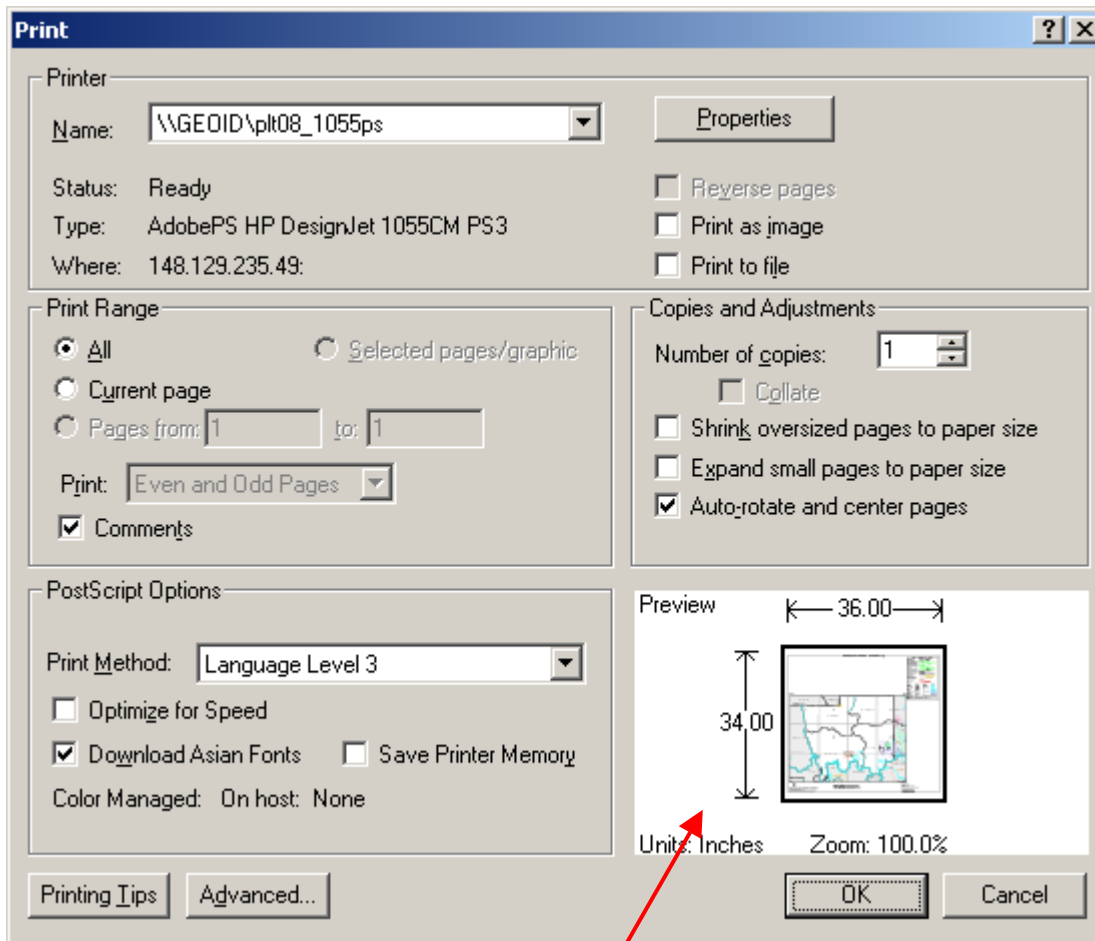 Print
Printer
Name: \\GEOID\plt08_1055ps
Properties
Status: Ready
Reverse pages
Type: AdobePS HP DesignJet 1055CM PS3
Print as image
Where: 148.129.235.49:
Print to file
Print Range
All
Selected pages/graphic
Current page
Pages from: 1 to: 1
Print: Even and Odd Pages
Comments
Copies and Adjustments
Number of copies: 1
Collate
Shrink oversized pages to paper size
Expand small pages to paper size
Auto-rotate and center pages
PostScript Options
Print Method: Language Level 3
Optimize for Speed
Download Asian Fonts
Save Printer Memory
Color Managed: On host: None
Preview
36.00
34.00
Units: Inches Zoom: 100.0%
Printing Tips
Advanced...
OK
Cancel